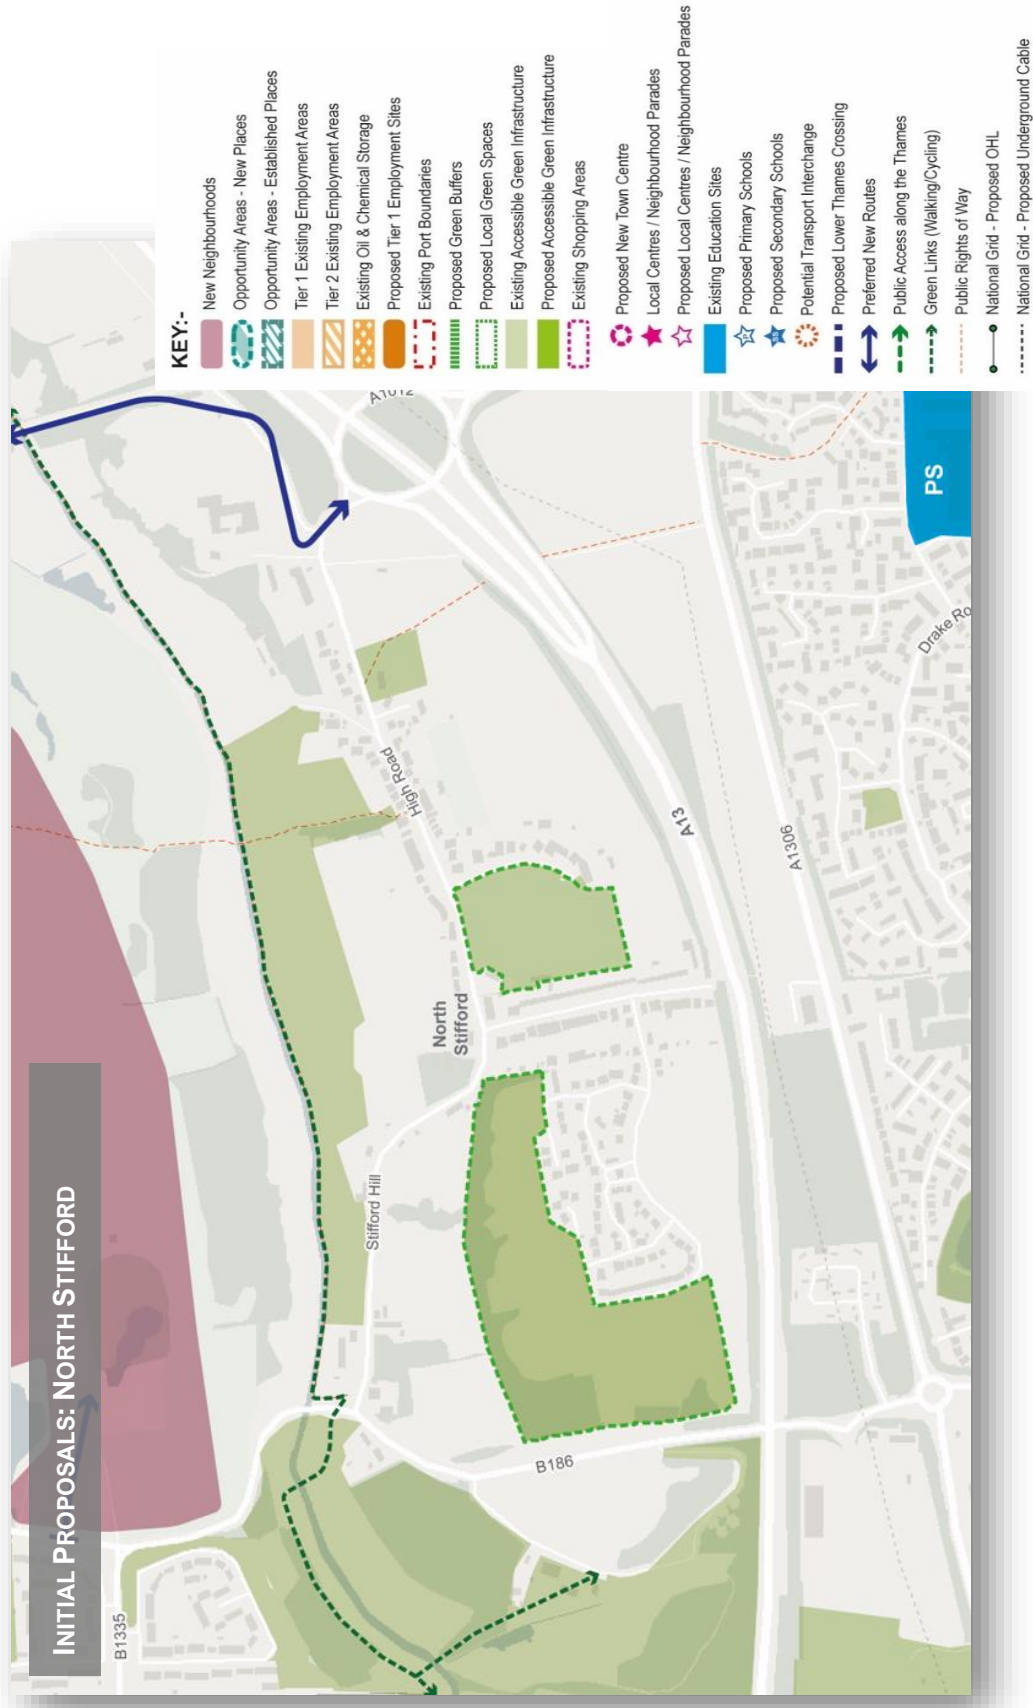 INITIAL PROPOSALS: NORTH STIFFORD
KEY:-
New Neighbourhoods
Opportunity Areas - New Places
Opportunity Areas - Established Places
Tier 1 Existing Employment Areas
Tier 2 Existing Employment Areas
Existing Oil & Chemical Storage
Proposed Tier 1 Employment Sites
Existing Port Boundaries
Proposed Green Buffers
Proposed Local Green Spaces
Existing Accessible Green Infrastructure
Proposed Accessible Green Infrastructure
Existing Shopping Areas
Proposed New Town Centre
Local Centres / Neighbourhood Parades
Proposed Local Centres / Neighbourhood Parades
Existing Education Sites
Proposed Primary Schools
Proposed Secondary Schools
Potential Transport Interchange
Proposed Lower Thames Crossing
Preferred New Routes
Public Access along the Thames
Green Links (Walking/Cycling)
Public Rights of Way
National Grid - Proposed OHL
National Grid - Proposed Underground Cable
B1335
Stifford Hill
North
Stifford
High Road
A1012
B186
A13
A1306
Drake Ro
PS